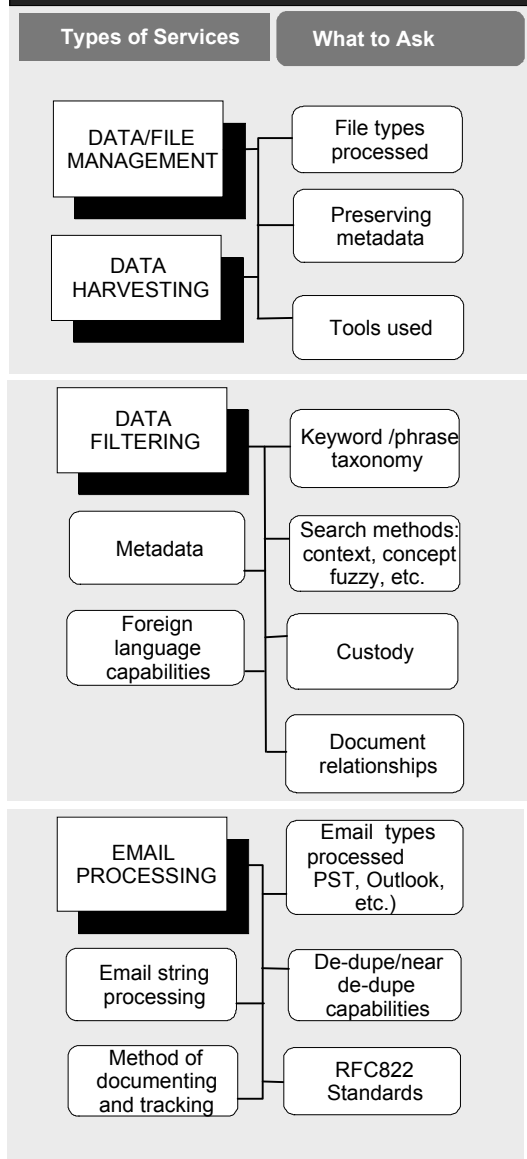 Types of Services
What to Ask
DATA/FILE
MANAGEMENT
File types
processed
Preserving
metadata
DATA
HARVESTING
Tools used
DATA
FILTERING
Keyword /phrase
taxonomy
Metadata
Search methods:
context, concept
fuzzy, etc.
Foreign
language
capabilities
Custody
Document
relationships
EMAIL
PROCESSING
Email types
processed
PST, Outlook,
etc.)
Email string
processing
De-dupe/near
de-dupe
capabilities
Method of
documenting
and tracking
RFC822
Standards